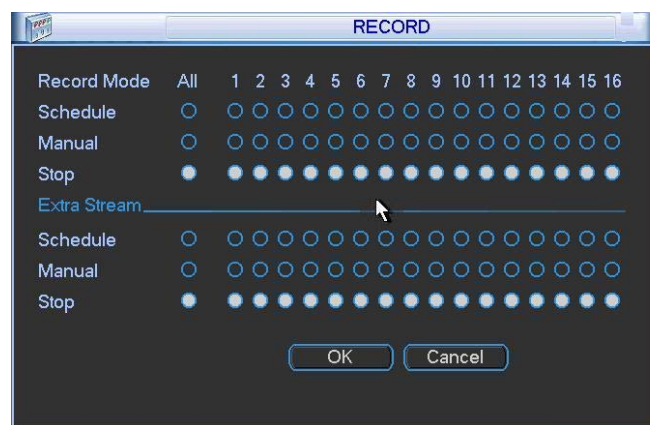 RECORD
Record Mode All 1 2 3 4 5 6 7 8 9 10 11 12 13 14 15 16
Schedule
Manual
Stop
Extra Stream
Schedule
Manual
Stop
OK Cancel